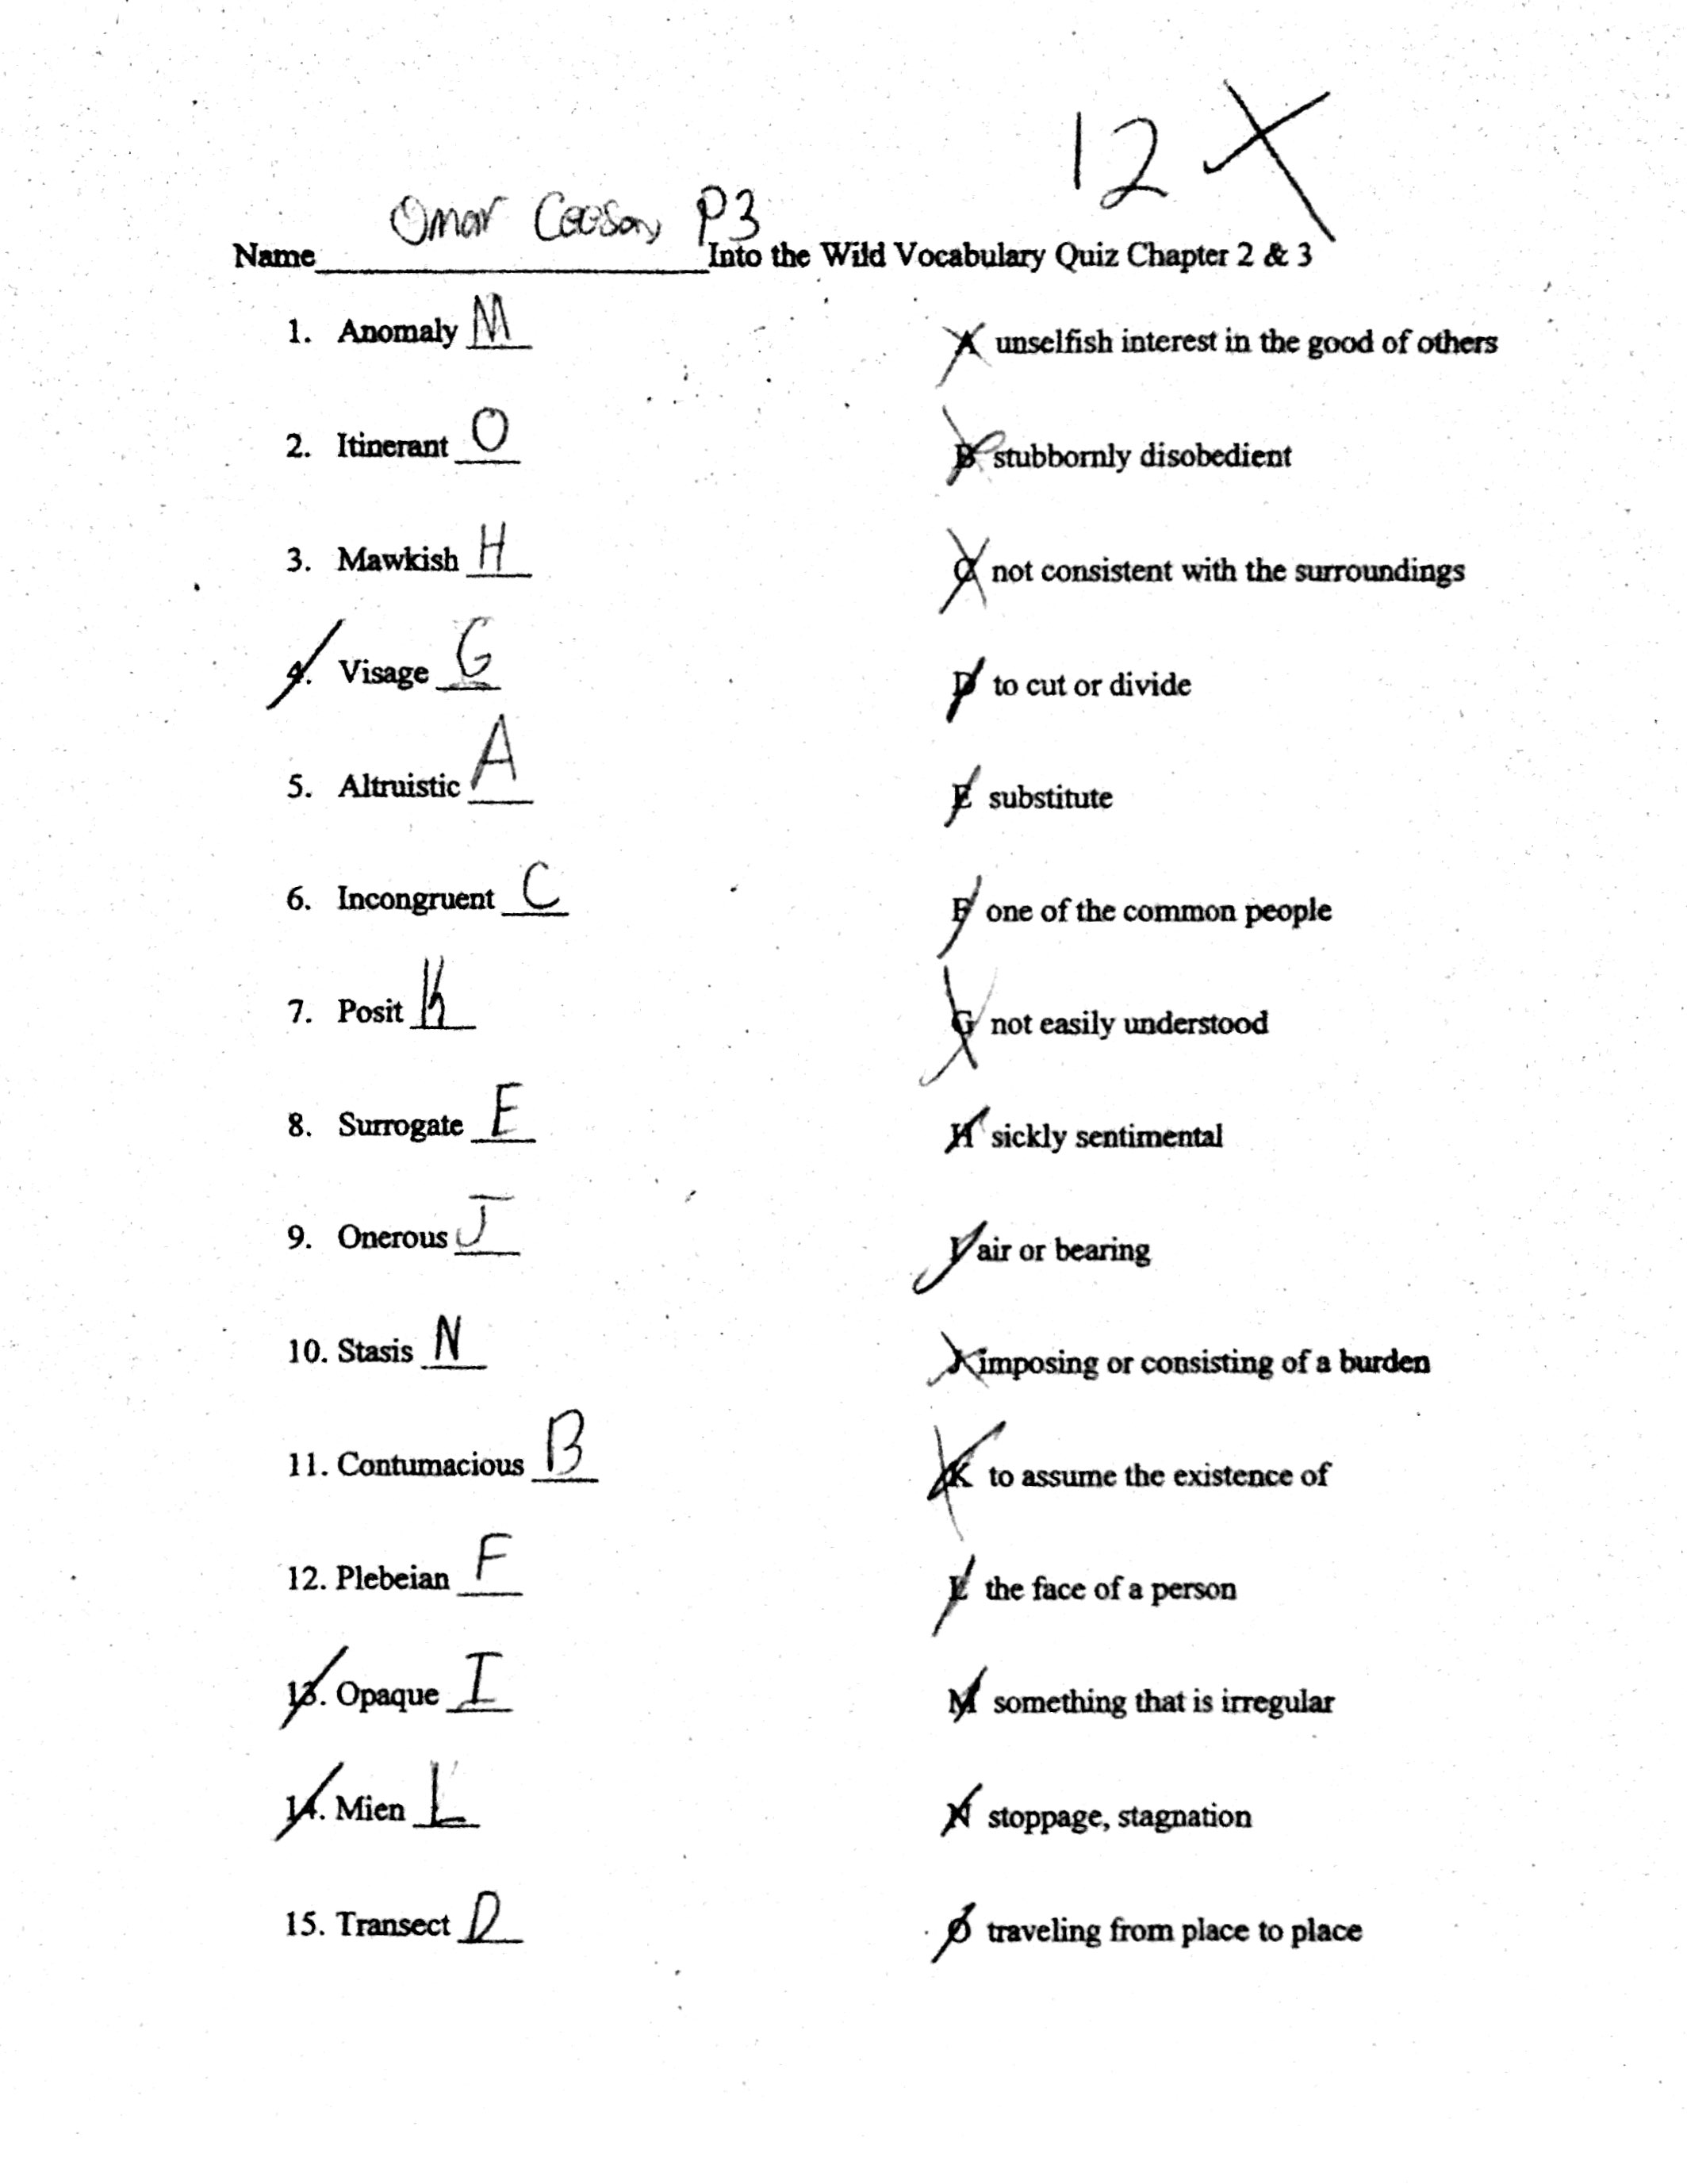 12 X
Omar Ceesay P3
Name____________________Into the Wild Vocabulary Quiz Chapter 2 & 3
1. Anomaly M
A unselfish interest in the good of others
2. Itinerant O
B stubbornly disobedient
3. Mawkish H
C not consistent with the surroundings
4. Visage G
D to cut or divide
5. Altruistic A
E substitute
6. Incongruent C
F one of the common people
7. Posit K
G not easily understood
8. Surrogate E
H sickly sentimental
9. Onerous J
I air or bearing
10. Stasis N
J imposing or consisting of a burden
11. Contumacious B
K to assume the existence of
12. Plebeian F
L the face of a person
13. Opaque I
M something that is irregular
14. Mien L
N stoppage, stagnation
15. Transect D
O traveling from place to place